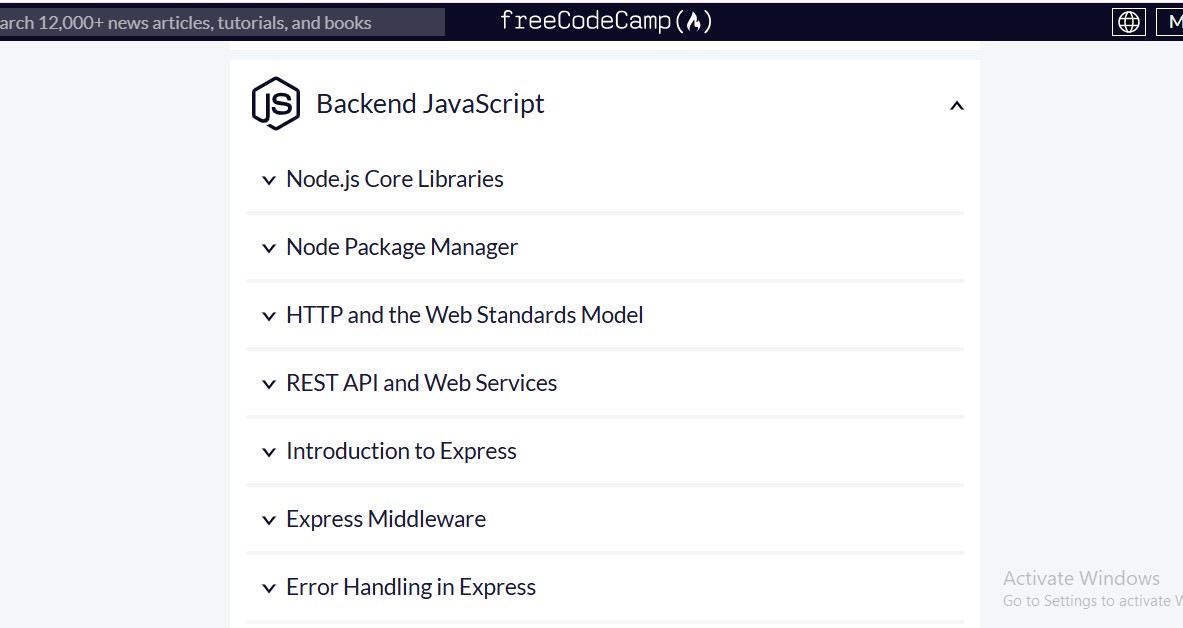 arch 12,000+ news articles, tutorials, and books
freeCodeCamp(🔥)
M
JS
Backend JavaScript
Node.js Core Libraries
Node Package Manager
HTTP and the Web Standards Model
REST API and Web Services
Introduction to Express
Express Middleware
Error Handling in Express
Activate Windows
Go to Settings to activate W